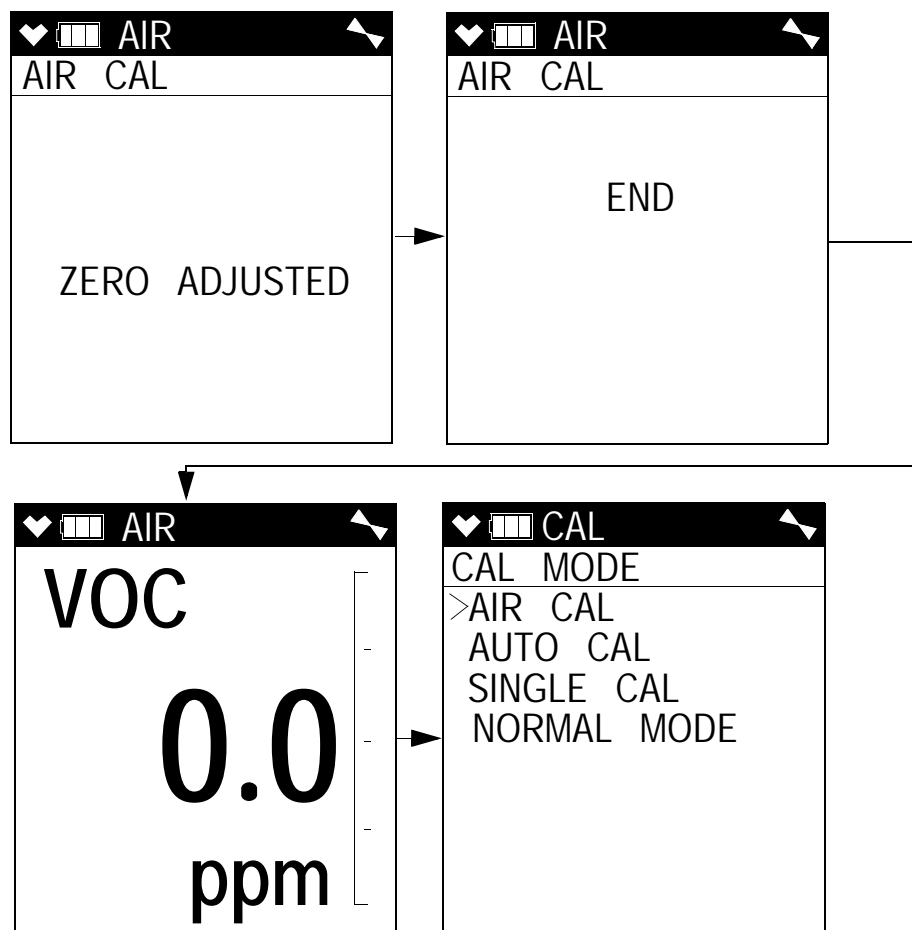 AIR
AIR CAL
ZERO ADJUSTED
AIR
AIR CAL
END
AIR
VOC
0.0
ppm
CAL
CAL MODE
>AIR CAL
AUTO CAL
SINGLE CAL
NORMAL MODE